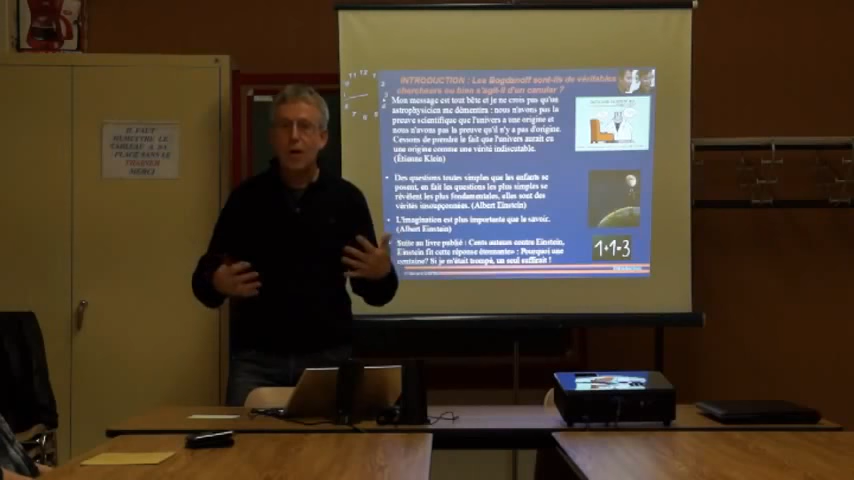 IL FAUT
REMETTRE LE
TABLEAU A SA
PLACE SANS LE
TRAINER
MERCI
INTRODUCTION : Les Bogdanoff sont-ils de véritables
chercheurs ou bien s'agit-il d'un canular ?
Mon message est tout bête et je ne crois pas qu'un
astrophysicien me démentira : nous n'avons pas la
preuve scientifique que l'univers a une origine et
nous n'avons pas la preuve qu'il n'y a pas d'origine.
Cessons de prendre le fait que l'univers aurait eu
une origine comme une vérité indiscutable.
(Étienne Klein)
• Des questions toutes simples que les enfants se
posent, en fait les questions les plus simples se
révèlent les plus fondamentales, elles sont des
vérités insoupçonnées. (Albert Einstein)
• L'imagination est plus importante que le savoir.
(Albert Einstein)
• Suite au livre publié : Cents auteurs contre Einstein,
Einstein fit cette réponse étonnante : Pourquoi une
centaine? Si je m'était trompé, un seul suffirait !
1+1=3